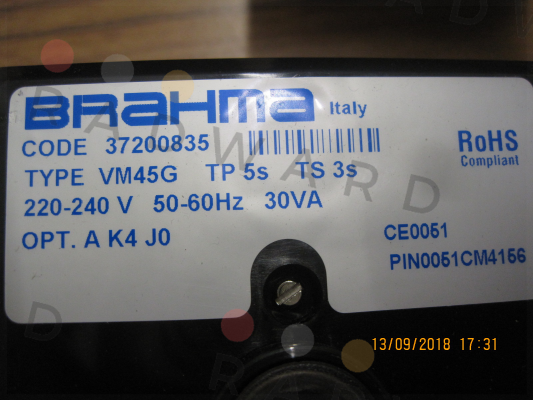 BRAHMA Italy
CODE 37200835
RoHS
Compliant
TYPE VM45G TP 5s TS 3s
220-240 V 50-60Hz 30VA
OPT. A K4 J0
CE0051
PIN0051CM4156
13/09/2018 17:31